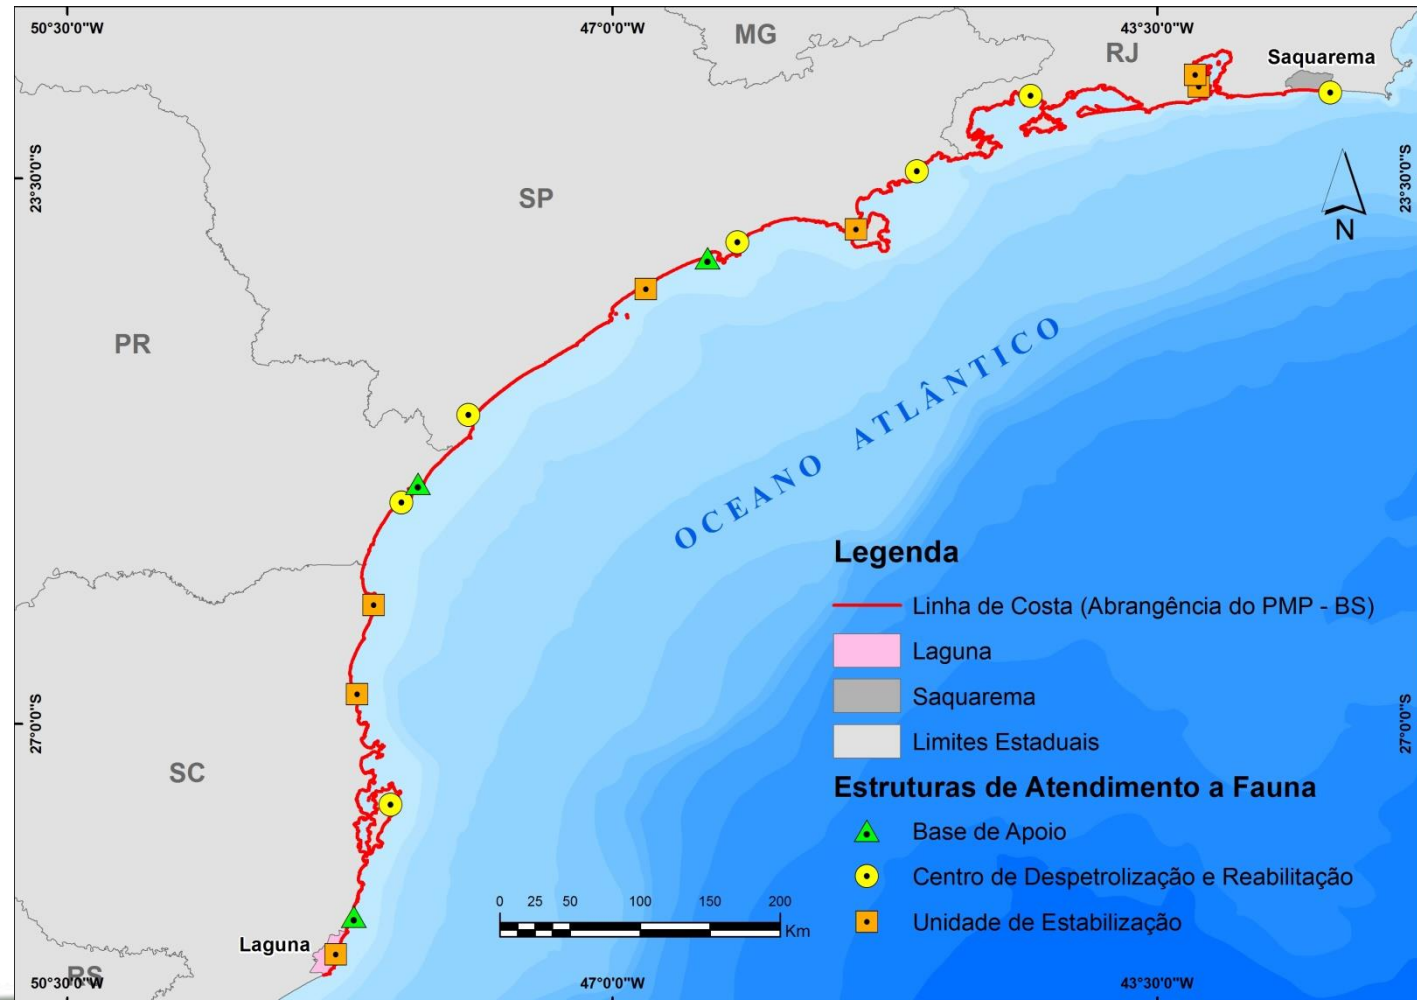 50°30'0"W
47°0'0"W
43°30'0"W
MG
RJ
Saquarema
23°30'0"S
23°30'0"S
SP
N
PR
OCEANO ATLÂNTICO
Legenda
Linha de Costa (Abrangência do PMP - BS)
Laguna
Saquarema
Limites Estaduais
27°0'0"S
27°0'0"S
SC
Estruturas de Atendimento a Fauna
Base de Apoio
Centro de Despetrolização e Reabilitação
Unidade de Estabilização
0 25 50 100 150 200
Km
Laguna
RS
50°30'0"W
47°0'0"W
43°30'0"W